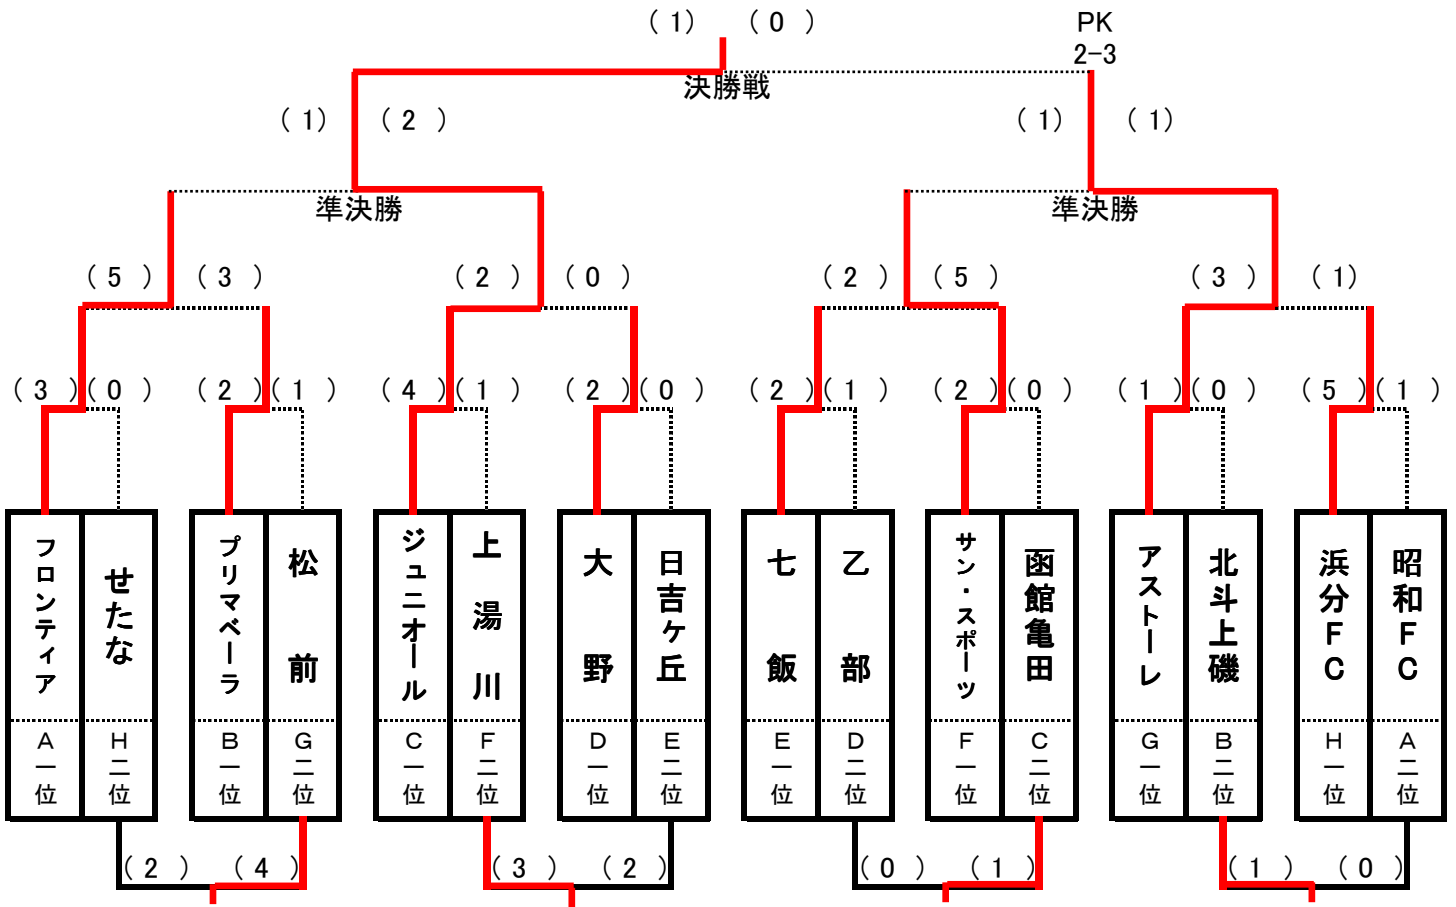 ( 1) ( 0 ) PK
2-3
決勝戦
( 1) ( 2 ) ( 1) ( 1)
準決勝 準決勝
( 5 ) ( 3 ) ( 2 ) ( 0 ) ( 2 ) ( 5 ) ( 3 ) ( 1)
( 3 ) ( 0 ) ( 2 ) ( 1 ) ( 4 ) ( 1 ) ( 2 ) ( 0 ) ( 2 ) ( 1 ) ( 2 ) ( 0 ) ( 1 ) ( 0 ) ( 5 ) ( 1 )
フロンティア
せたな
プリマベーラ
松前
ジュニオール
上湯川
大野
日吉ケ丘
七飯
乙部
サン・スポーツ
函館亀田
アストーレ
北斗上磯
浜分FC
昭和FC
A一位
H二位
B一位
G二位
C一位
F二位
D一位
E二位
E一位
D二位
F一位
C二位
G一位
B二位
H一位
A二位
( 2 ) ( 4 ) ( 3 ) ( 2 ) ( 0 ) ( 1 ) ( 1 ) ( 0 )